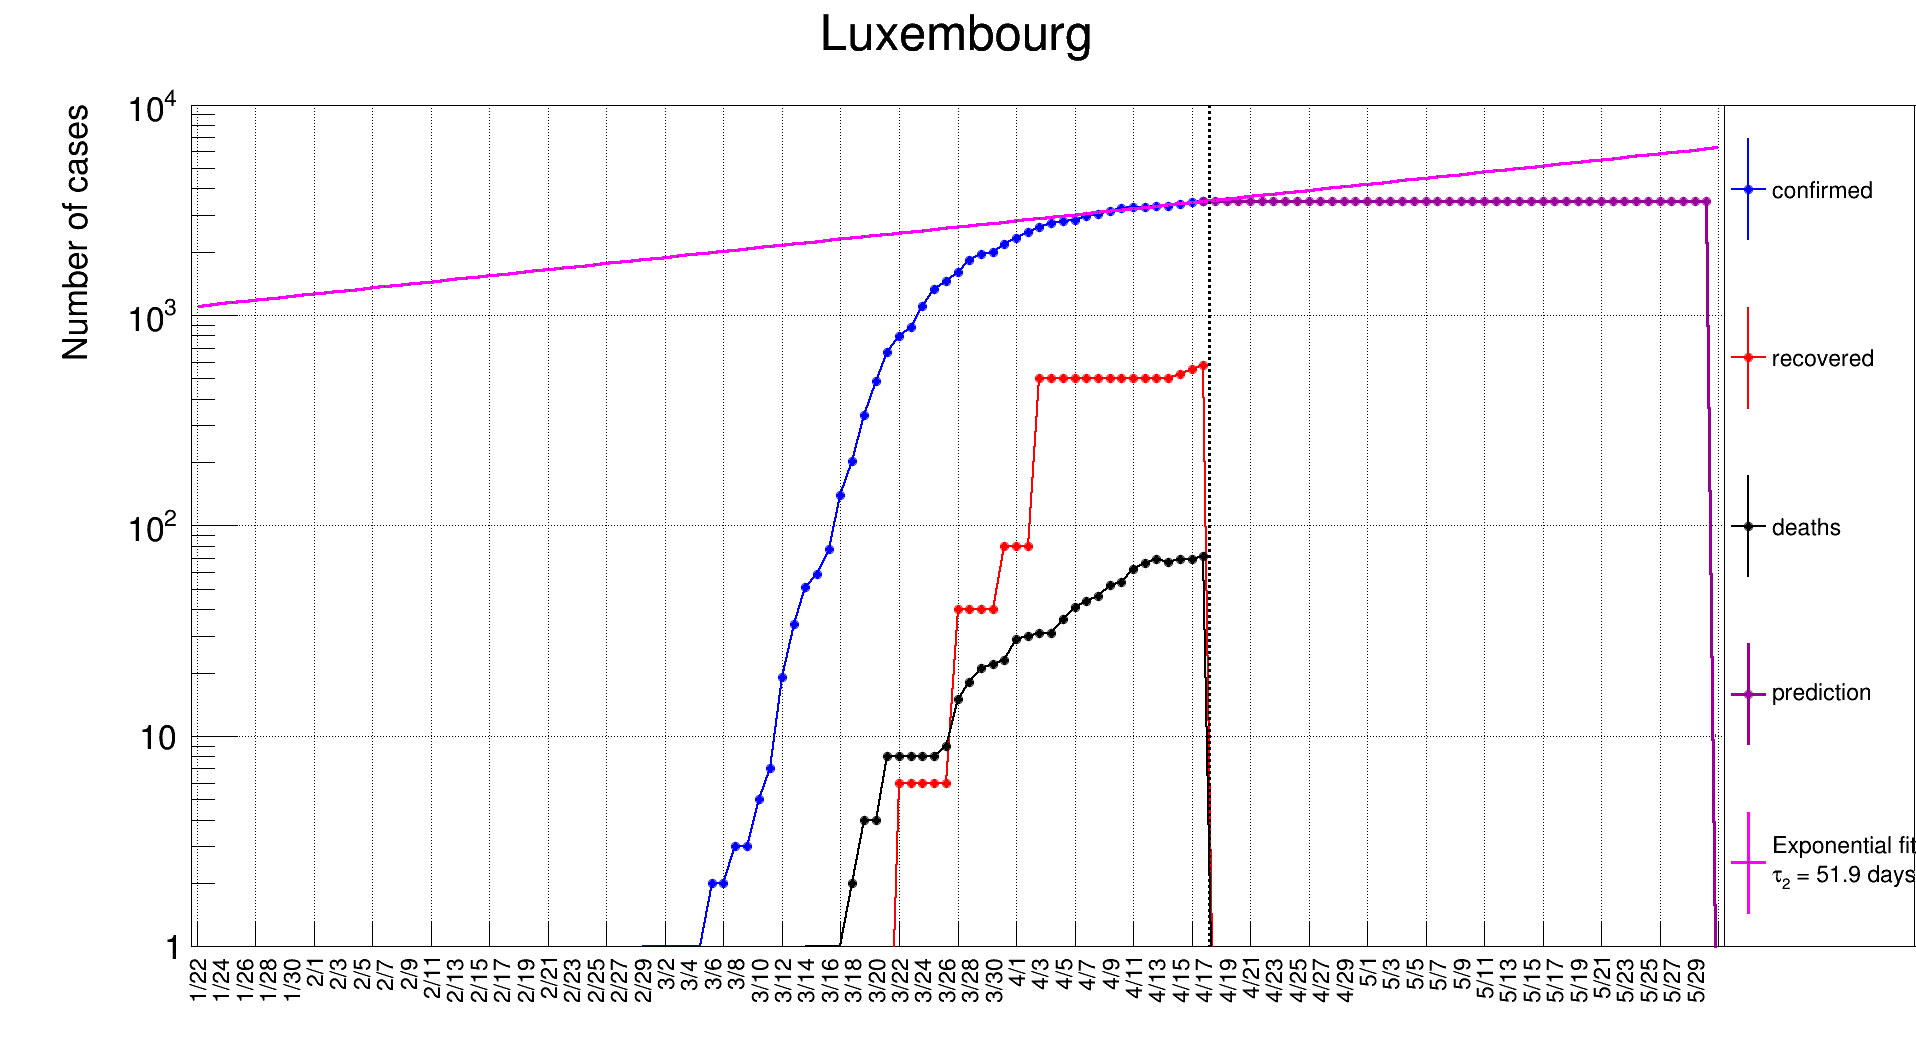 Luxembourg
Number of cases
10^4
10^3
10^2
10
1
1/22 1/24 1/26 1/28 1/30 2/1 2/3 2/5 2/7 2/9 2/11 2/13 2/15 2/17 2/19 2/21 2/23 2/25 2/27 2/29 3/2 3/4 3/6 3/8 3/10 3/12 3/14 3/16 3/18 3/20 3/22 3/24 3/26 3/28 3/30 4/1 4/3 4/5 4/7 4/9 4/11 4/13 4/15 4/17 4/19 4/21 4/23 4/25 4/27 4/29 5/1 5/3 5/5 5/7 5/9 5/11 5/13 5/15 5/17 5/19 5/21 5/23 5/25 5/27 5/29
confirmed
recovered
deaths
prediction
Exponential fit
τ₂ = 51.9 days